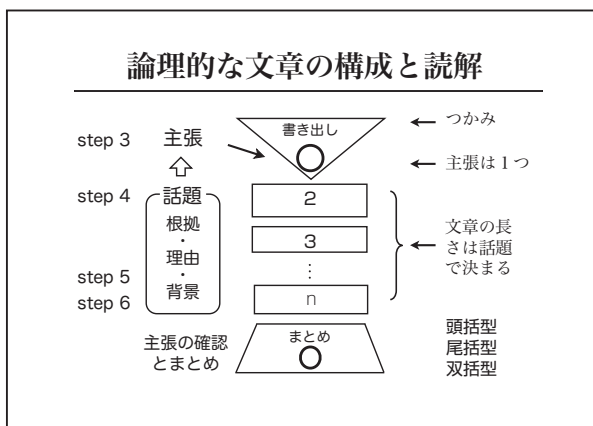 論理的な文章の構成と読解
step 3
主張
書き出し
つかみ
主張は1つ
step 4
話題
根拠
・
理由
・
背景
step 5
step 6
2
3
⋮
n
文章の長
さは話題
で決まる
主張の確認
とまとめ
まとめ
頭括型
尾括型
双括型